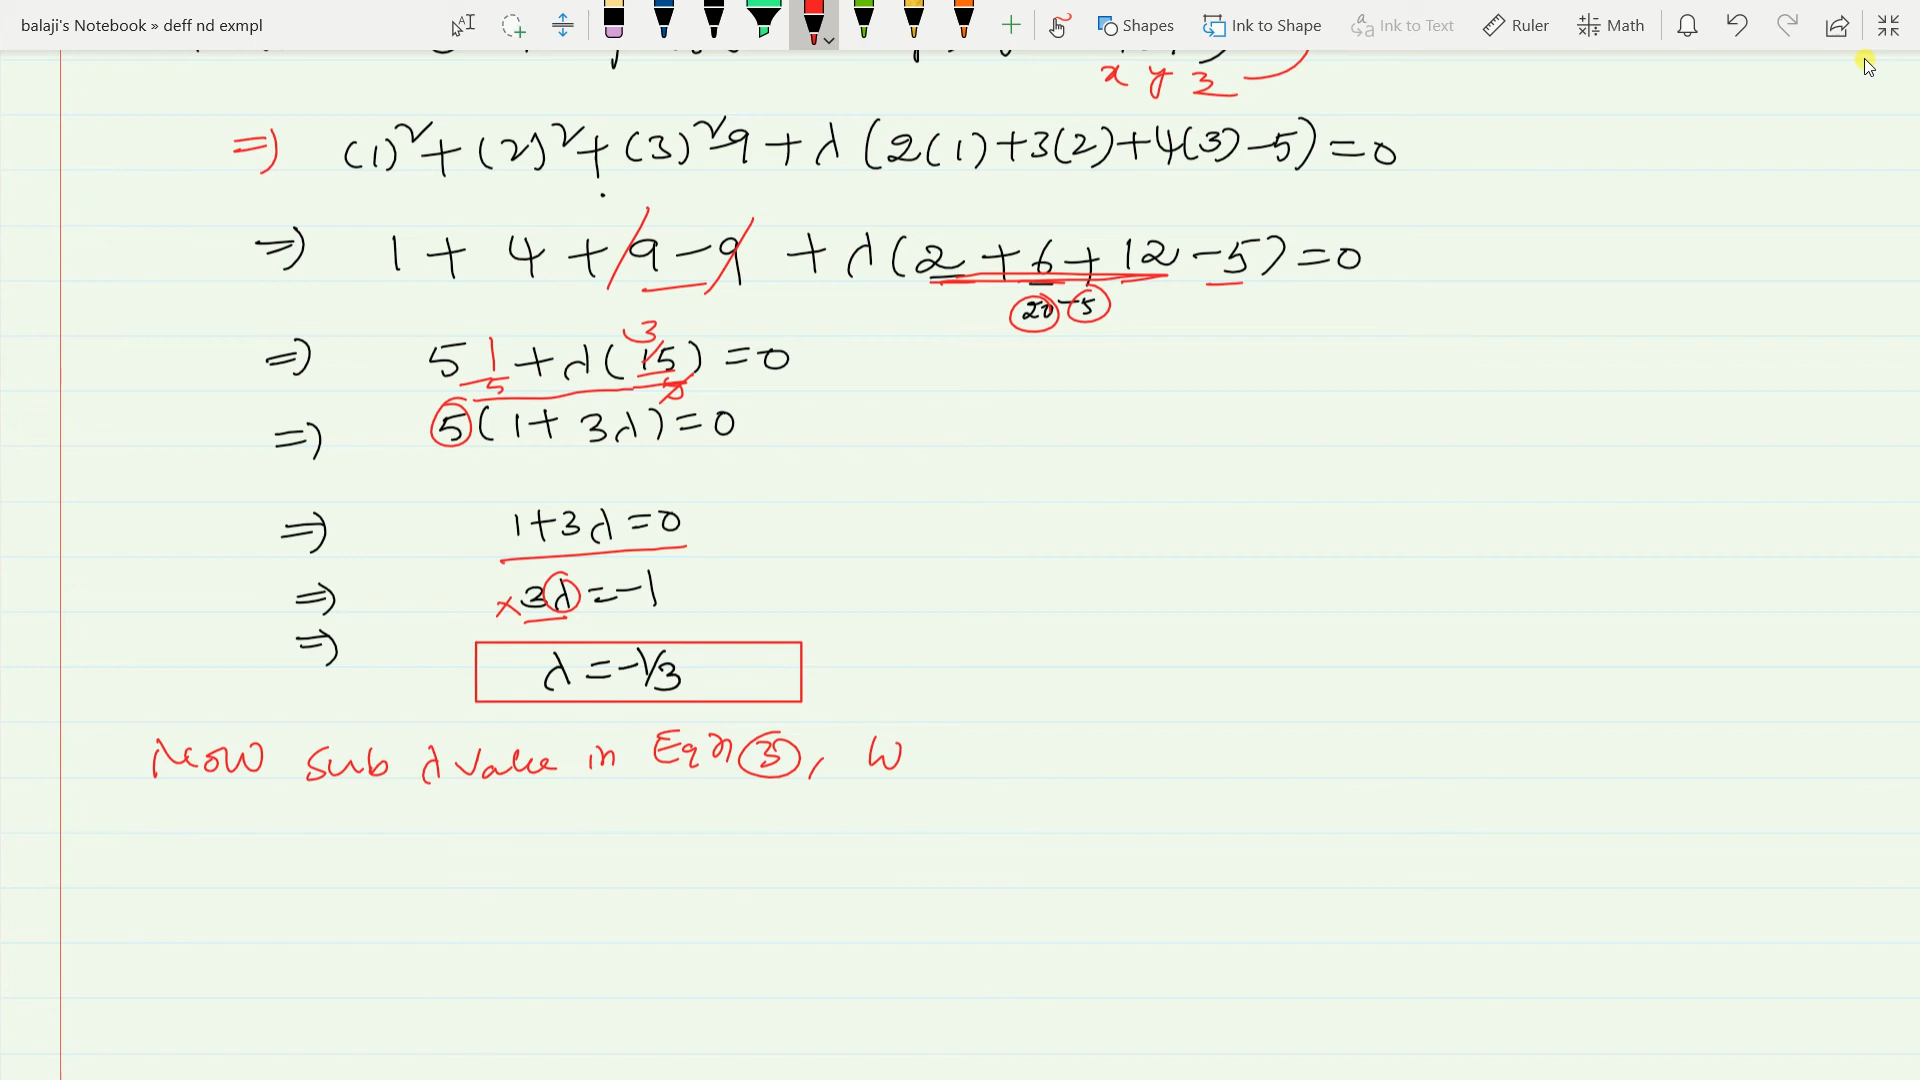 balaji's Notebook » deff nd exmpl
Shapes Ink to Shape Ink to Text Ruler Math
x y z
=> (1)²+(2)²+(3)²-9+λ(2(1)+3(2)+4(3)-5)=0
=> 1+4+9-9+λ(2+6+12-5)=0
20-5
3
=> 5 1+λ(15)=0
5
=> 5(1+3λ)=0
=> 1+3λ=0
=> ×3λ=-1
=> λ=-1/3
Now sub λ value in Eqn(3), w